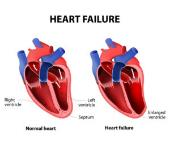 HEART FAILURE
Right
ventricle
Left
ventricle
Septum
Enlarged
ventricle
Normal heart
Heart failure